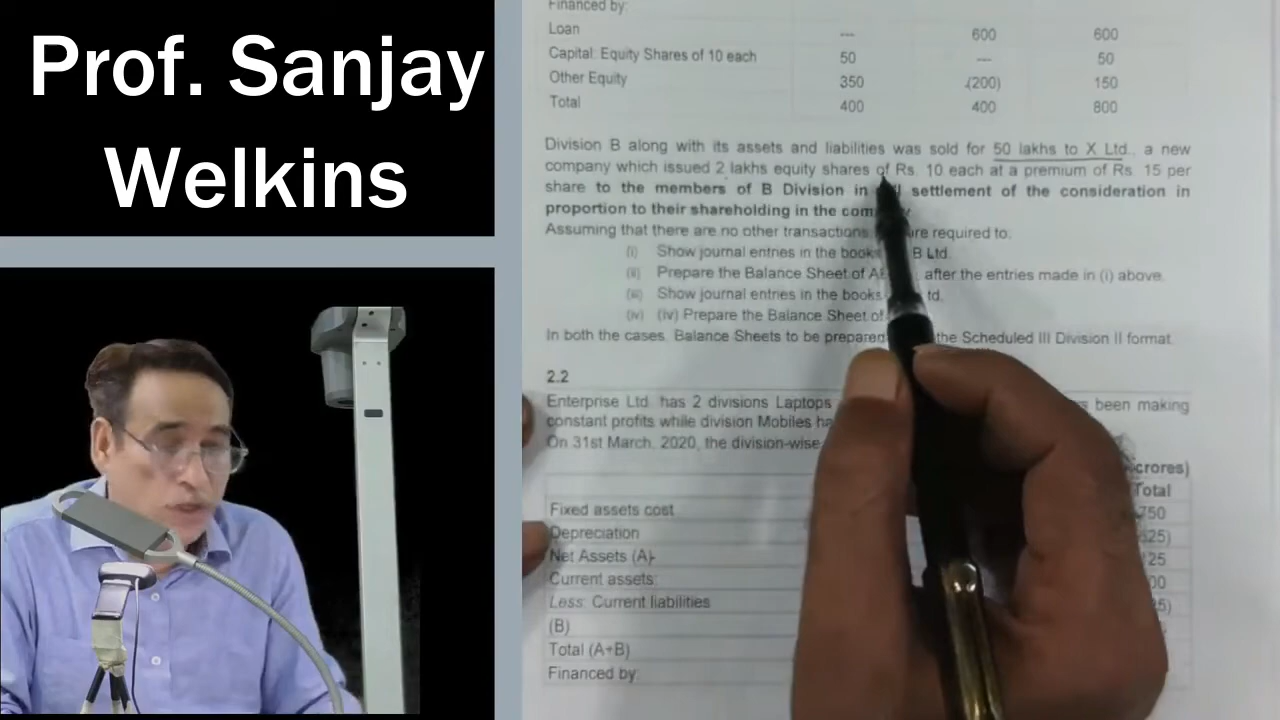 Prof. Sanjay
Welkins
Financed by:
Loan --- 600 600
Capital: Equity Shares of 10 each 50 --- 50
Other Equity 350 (200) 150
Total 400 400 800
Division B along with its assets and liabilities was sold for 50 lakhs to X Ltd., a new
company which issued 2 lakhs equity shares of Rs. 10 each at a premium of Rs. 15 per
share to the members of B Division in settlement of the consideration in
proportion to their shareholding in the
Assuming that there are no other transactions, required to:
(i) Show journal entries in the books B Ltd.
(ii) Prepare the Balance Sheet of after the entries made in (i) above.
(iii) Show journal entries in the books
(iv) (iv) Prepare the Balance Sheet of
In both the cases, Balance Sheets to be prepared the Scheduled III Division II format.
2.2
Enterprise Ltd. has 2 divisions Laptops been making
constant profits while division Mobiles
On 31st March, 2020, the division-wise
crores)
Total
Fixed assets cost 750
Depreciation
Net Assets (A)
Current assets:
Less: Current liabilities
(B)
Total (A+B)
Financed by: